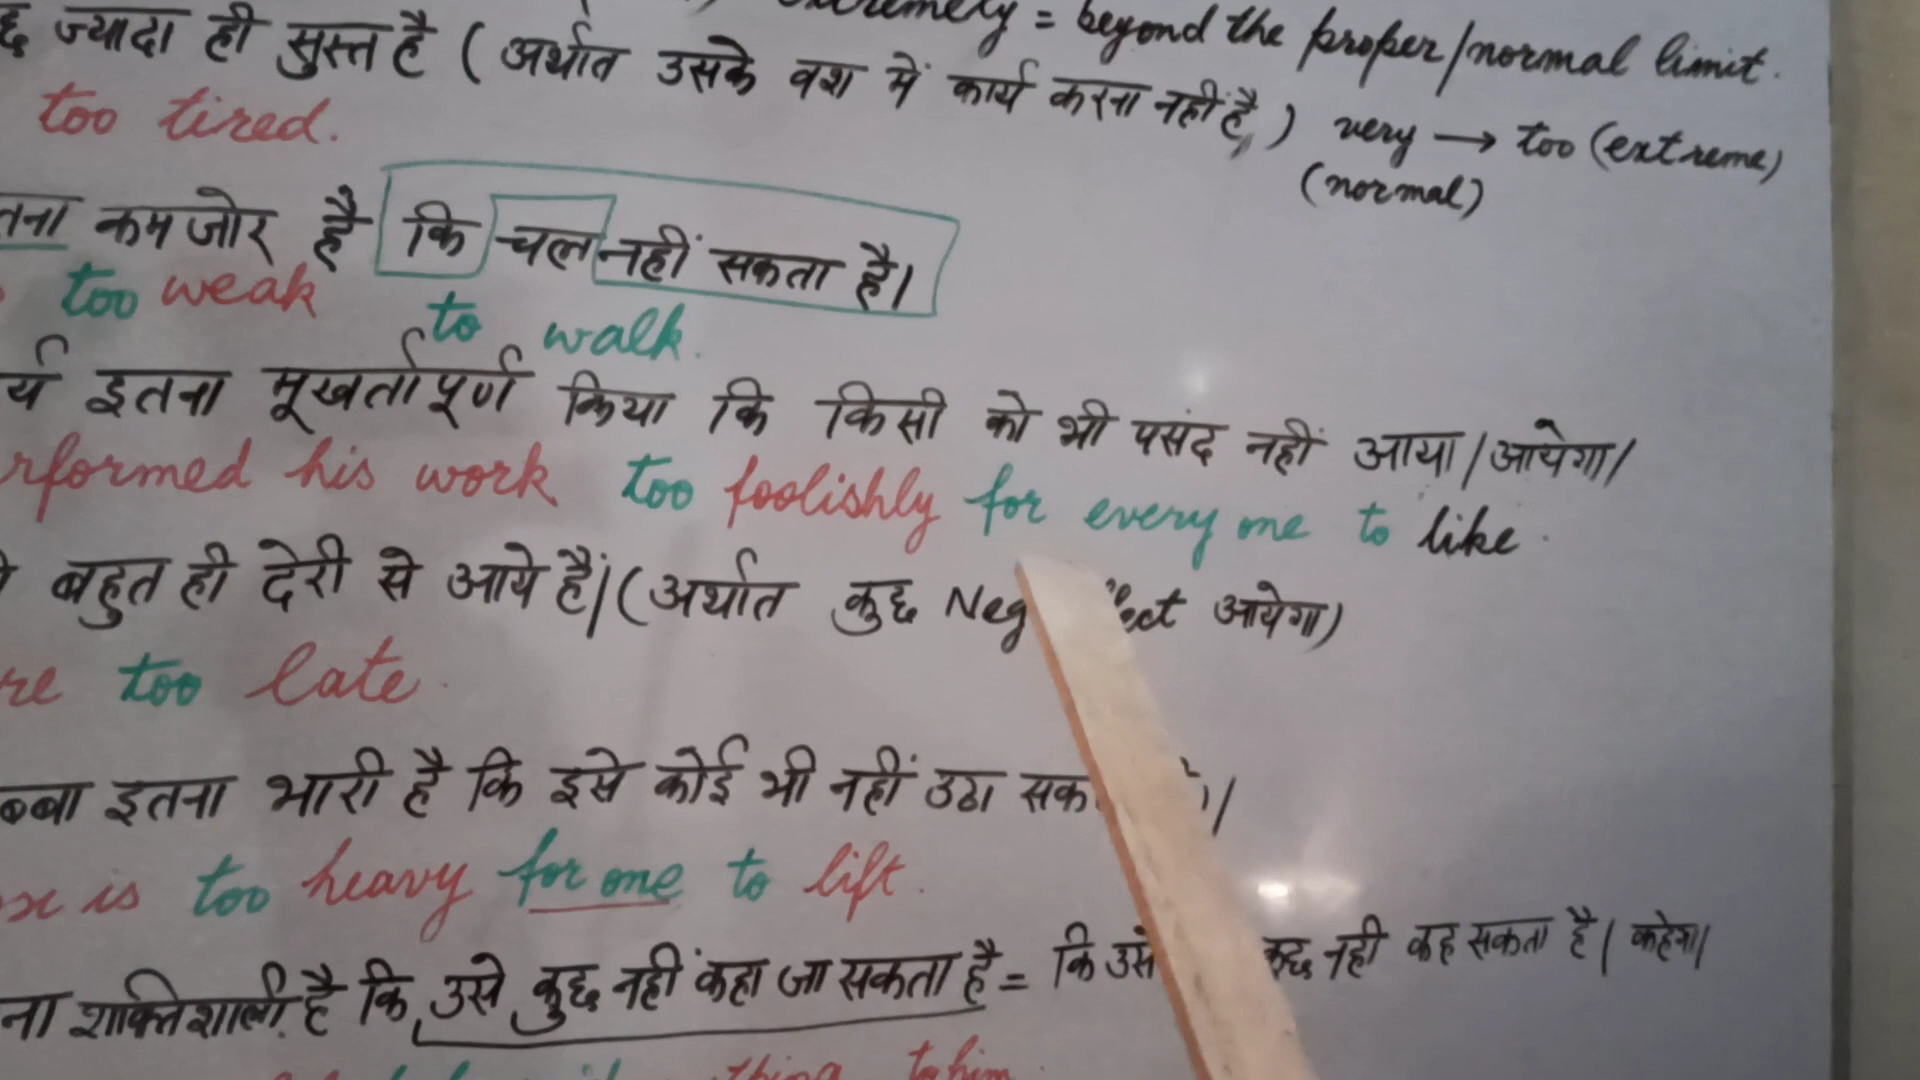 = beyond the proper/normal limit.
ज्यादा ही सुस्त है ( अर्थात उसके वश में कार्य करना नहीं है, ) very → too (extreme)
too tired. (normal)
कमजोर है कि चल नहीं सकता है।
too weak to walk.
इतना मूखर्तापूर्ण किया कि किसी को भी पसंद नहीं आया/आयेगा/
his work too foolishly for every one to like.
बहुत ही देरी से आये हैं। (अर्थात कुछ आयेगा)
too late.
इतना भारी है कि इसे कोई भी नहीं उठा
is too heavy for one to lift.
शक्तिशाली है कि उसे कुछ नहीं कहा जा सकता है = कि नही कह सकता है। कहेगा।
to him.